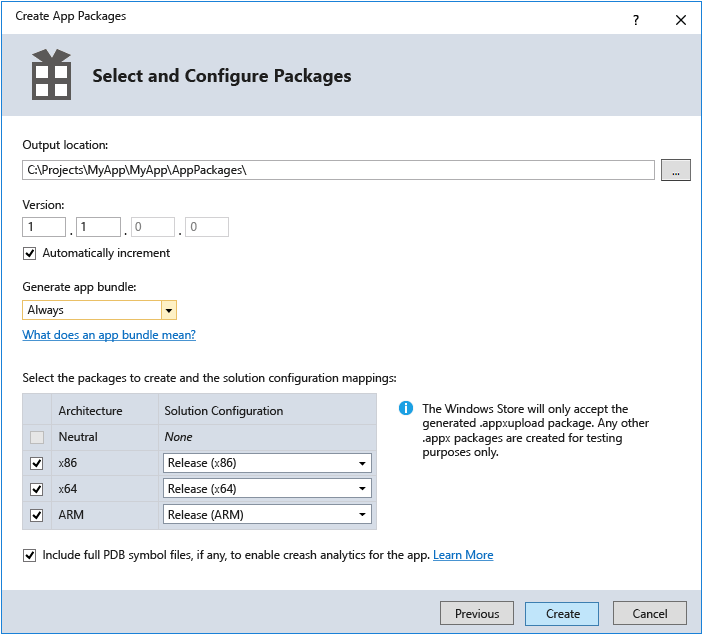 Create App Packages
?
Select and Configure Packages
Output location:
C:\Projects\MyApp\MyApp\AppPackages\
...
Version:
1 . 1 . 0 . 0
Automatically increment
Generate app bundle:
Always
What does an app bundle mean?
Select the packages to create and the solution configuration mappings:
Architecture Solution Configuration
Neutral None
x86 Release (x86)
x64 Release (x64)
ARM Release (ARM)
The Windows Store will only accept the
generated .appxupload package. Any other
.appx packages are created for testing
purposes only.
Include full PDB symbol files, if any, to enable creash analytics for the app. Learn More
Previous Create Cancel